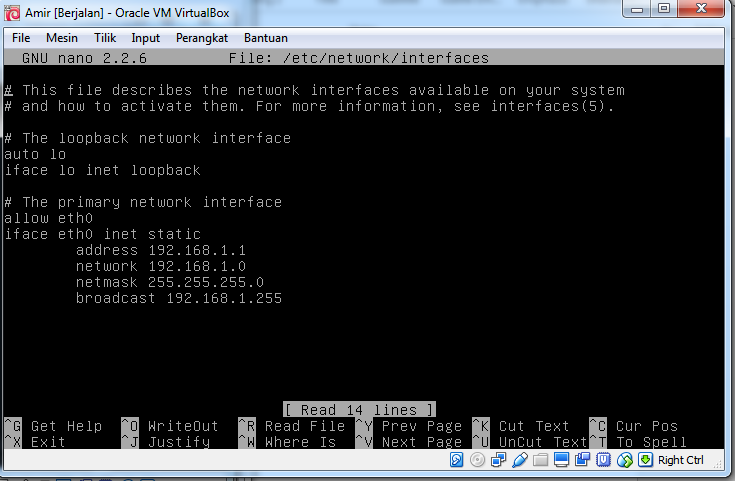 Amir [Berjalan] - Oracle VM VirtualBox
File Mesin Tilik Input Perangkat Bantuan
GNU nano 2.2.6 File: /etc/network/interfaces
# This file describes the network interfaces available on your system
# and how to activate them. For more information, see interfaces(5).
# The loopback network interface
auto lo
iface lo inet loopback
# The primary network interface
allow eth0
iface eth0 inet static
address 192.168.1.1
network 192.168.1.0
netmask 255.255.255.0
broadcast 192.168.1.255
[ Read 14 lines ]
^G Get Help ^O WriteOut ^R Read File ^Y Prev Page ^K Cut Text ^C Cur Pos
^X Exit ^J Justify ^W Where Is ^V Next Page ^U UnCut Text ^T To Spell
Right Ctrl